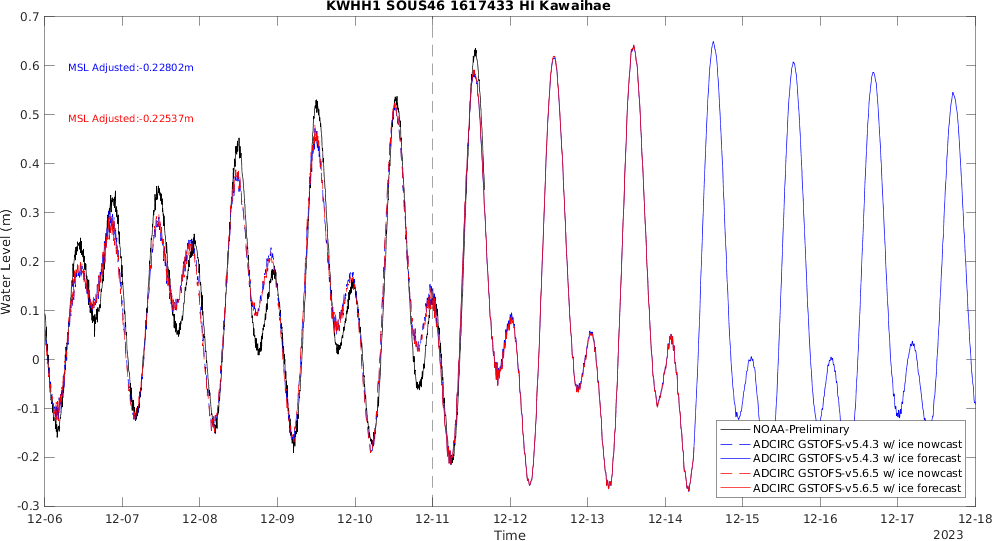 KWHH1 SOUS46 1617433 HI Kawaihae
0.7
0.6
0.5
0.4
0.3
0.2
0.1
0
-0.1
-0.2
-0.3
Water Level (m)
MSL Adjusted:-0.22802m
MSL Adjusted:-0.22537m
NOAA-Preliminary
ADCIRC GSTOFS-v5.4.3 w/ ice nowcast
ADCIRC GSTOFS-v5.4.3 w/ ice forecast
ADCIRC GSTOFS-v5.6.5 w/ ice nowcast
ADCIRC GSTOFS-v5.6.5 w/ ice forecast
12-06 12-07 12-08 12-09 12-10 12-11 12-12 12-13 12-14 12-15 12-16 12-17 12-18
Time
2023